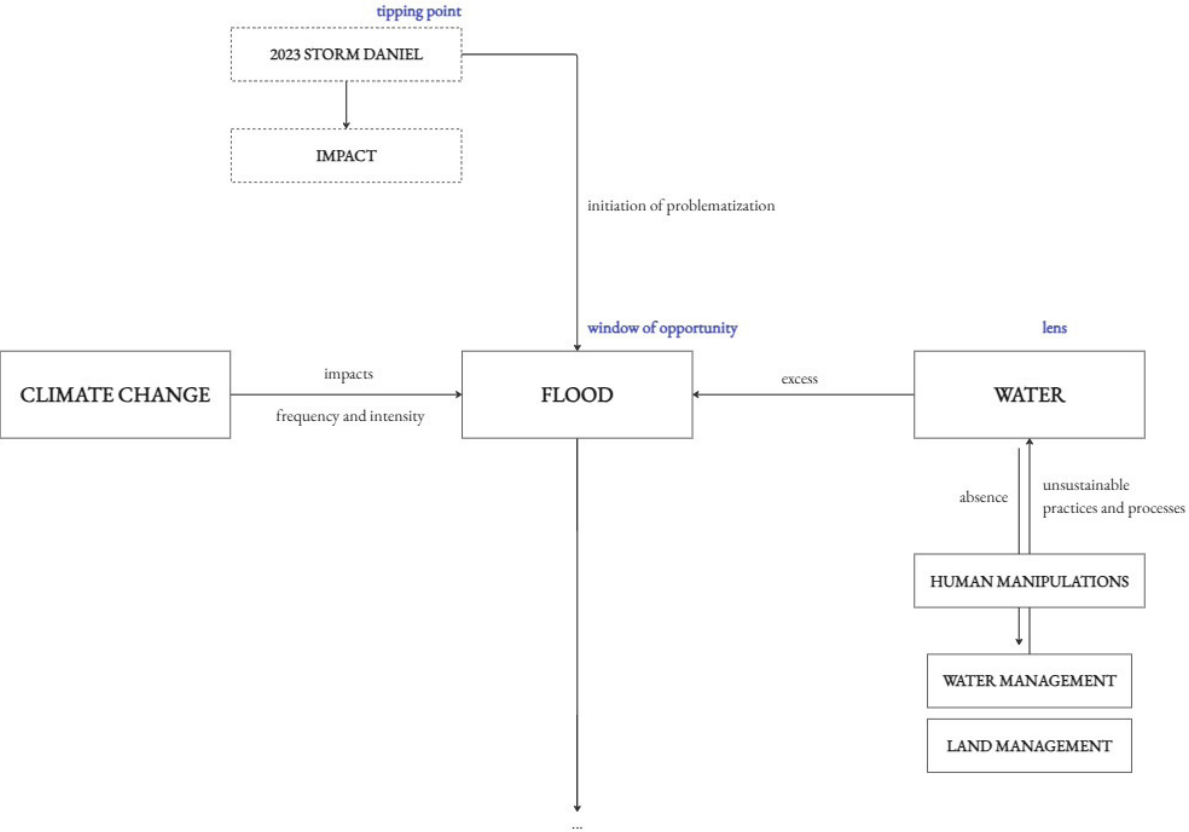 tipping point
2023 STORM DANIEL
IMPACT
initiation of problematization
window of opportunity
lens
CLIMATE CHANGE
impacts
frequency and intensity
FLOOD
excess
WATER
absence
unsustainable
practices and processes
HUMAN MANIPULATIONS
WATER MANAGEMENT
LAND MANAGEMENT
...